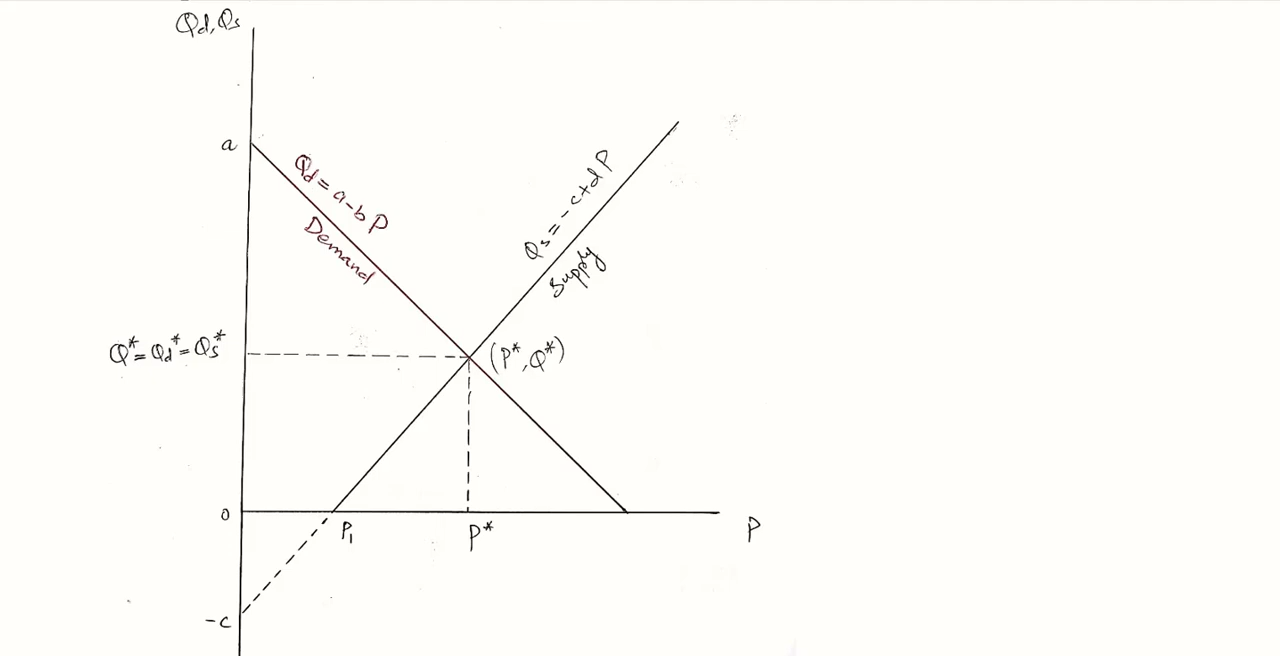 Qd, Qs
a
Qd = a - b P
Demand
Qs = - c + d P
Supply
Q* = Qd* = Qs*
(P*, Q*)
0
P₁
P*
P
-c